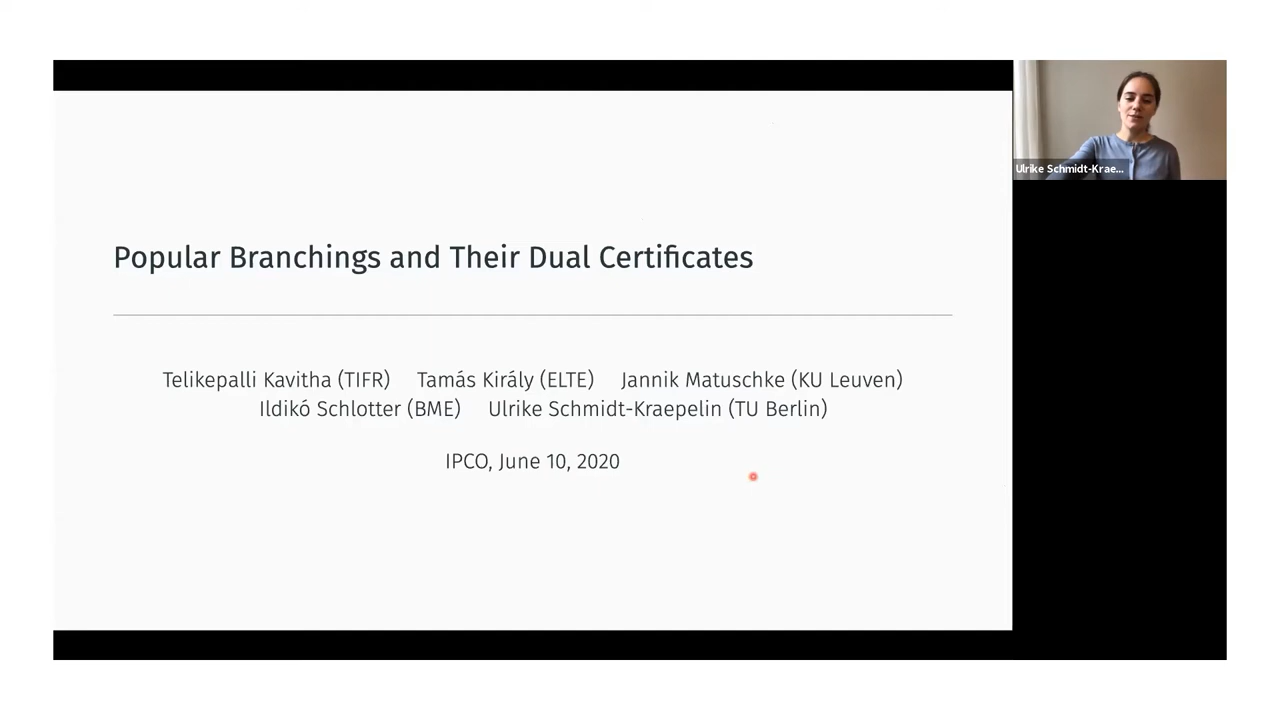 Popular Branchings and Their Dual Certificates
Telikepalli Kavitha (TIFR) Tamás Király (ELTE) Jannik Matuschke (KU Leuven)
Ildikó Schlotter (BME) Ulrike Schmidt-Kraepelin (TU Berlin)
IPCO, June 10, 2020
Ulrike Schmidt-Krae...